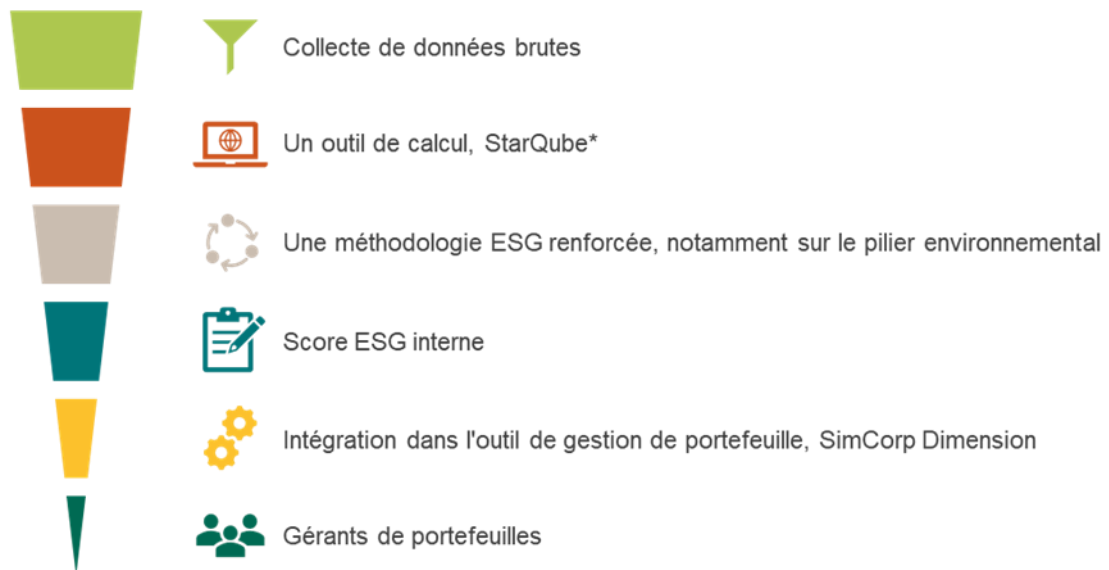 Collecte de données brutes
Un outil de calcul, StarQube*
Une méthodologie ESG renforcée, notamment sur le pilier environnemental
Score ESG interne
Intégration dans l'outil de gestion de portefeuille, SimCorp Dimension
Gérants de portefeuilles